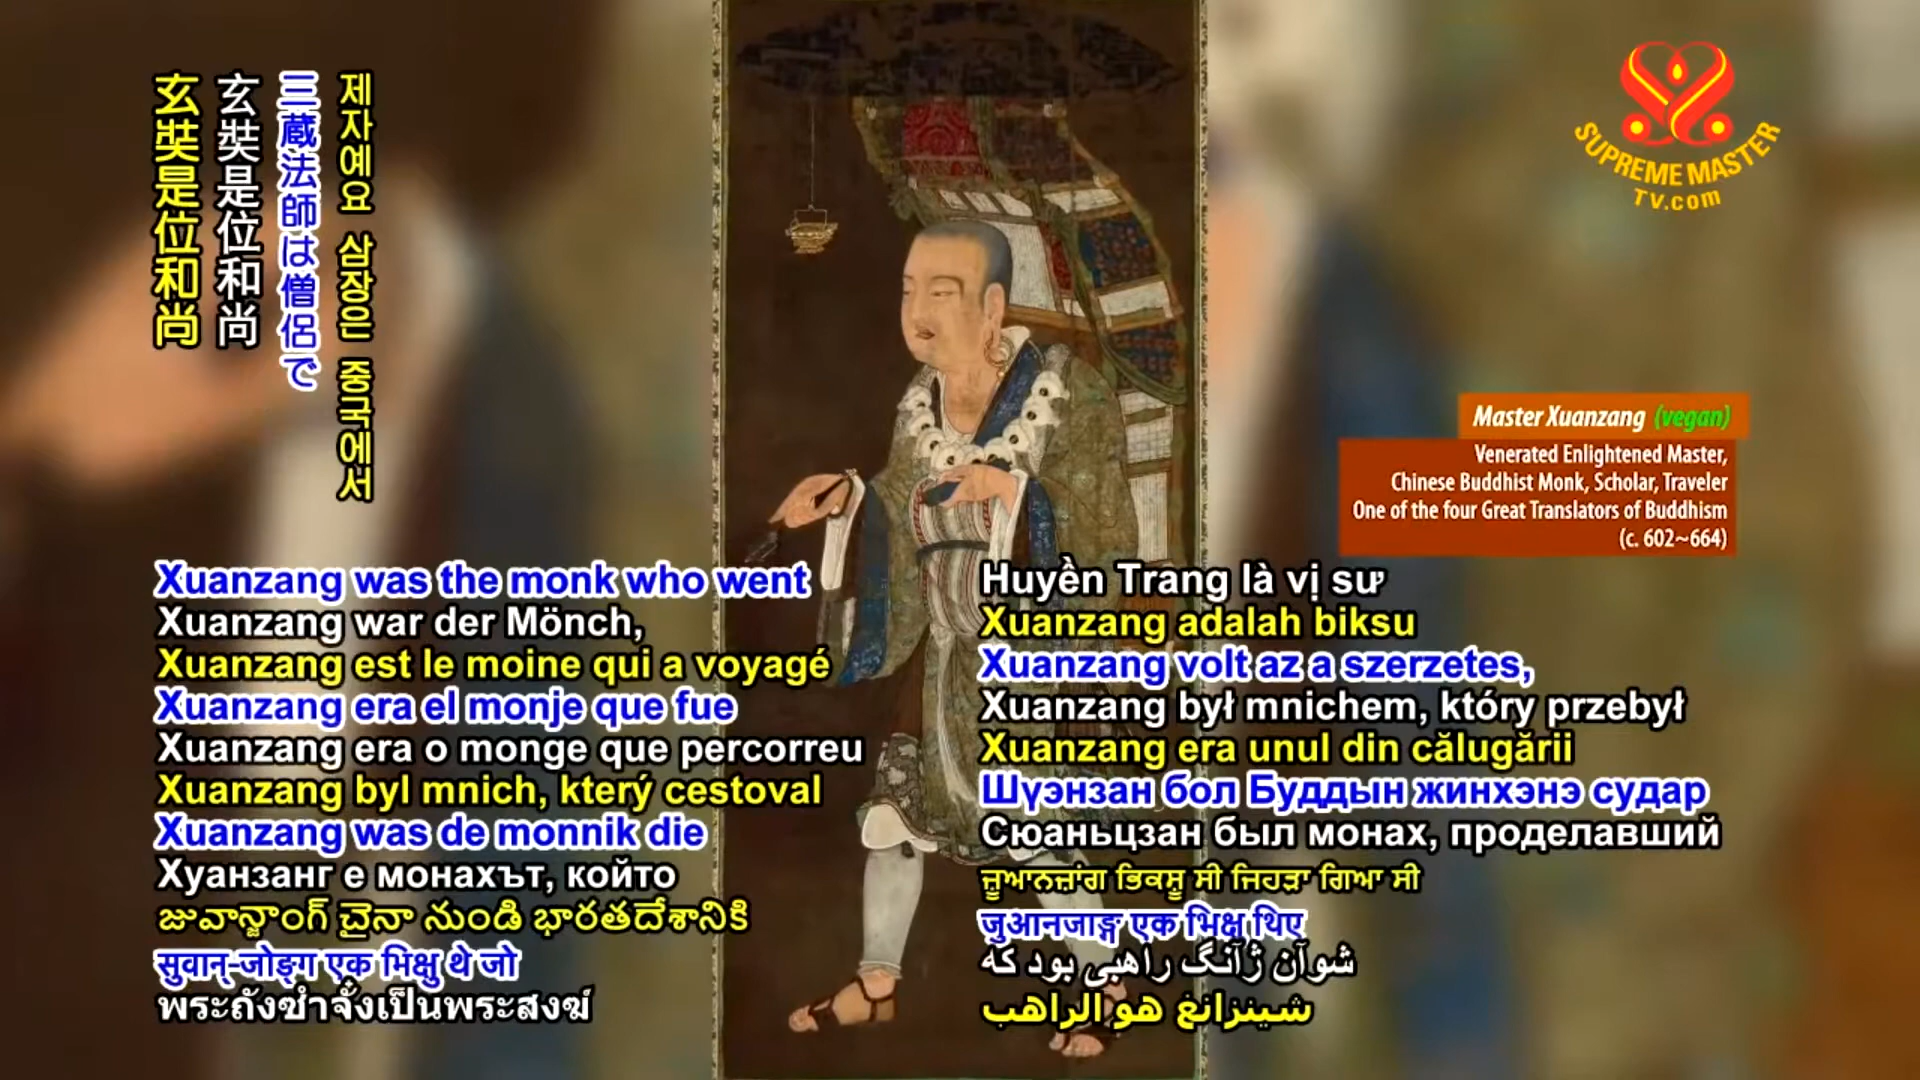 玄奘是位和尚
玄奘是位和尚
三蔵法師は僧侶で
제자예요 삼장은 중국에서
SUPREME MASTER
TV.com
Master Xuanzang (vegan)
Venerated Enlightened Master,
Chinese Buddhist Monk, Scholar, Traveler
One of the four Great Translators of Buddhism
(c. 602~664)
Xuanzang was the monk who went
Xuanzang war der Mönch,
Xuanzang est le moine qui a voyagé
Xuanzang era el monje que fue
Xuanzang era o monge que percorreu
Xuanzang byl mnich, který cestoval
Xuanzang was de monnik die
Хуанзанг е монахът, който
జువాన్జాంగ్ చైనా నుండి భారతదేశానికి
सुवान्-जोङ्ग एक भिक्षु थे जो
พระถังซำจั๋งเป็นพระสงฆ์
Huyền Trang là vị sư
Xuanzang adalah biksu
Xuanzang volt az a szerzetes,
Xuanzang był mnichem, który przebył
Xuanzang era unul din călugării
Шүэнзан бол Буддын жинхэнэ судар
Сюаньцзан был монах, проделавший
ਜ਼ੂਆਨਜ਼ਾਂਗ ਭਿਕਸ਼ੂ ਸੀ ਜਿਹੜਾ ਗਿਆ ਸੀ
जुआनजाङ्ग एक भिक्षु थिए
شوآن ژآنگ راهبی بود که
شينزانغ هو الراهب